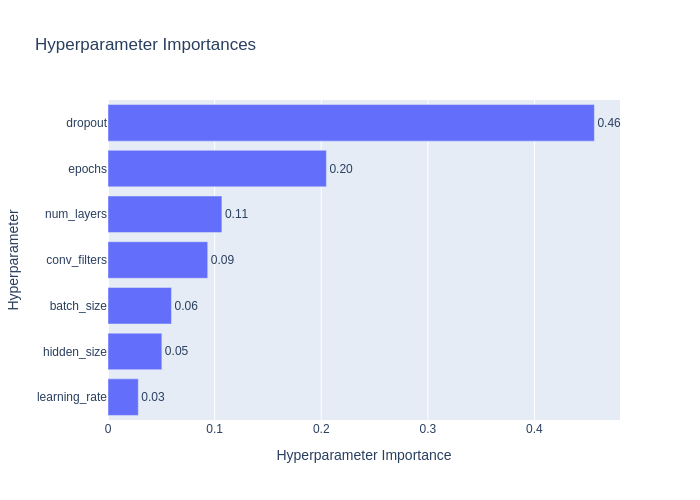 Hyperparameter Importances
dropout 0.46
epochs 0.20
num_layers 0.11
conv_filters 0.09
batch_size 0.06
hidden_size 0.05
learning_rate 0.03
0 0.1 0.2 0.3 0.4
Hyperparameter Importance
Hyperparameter